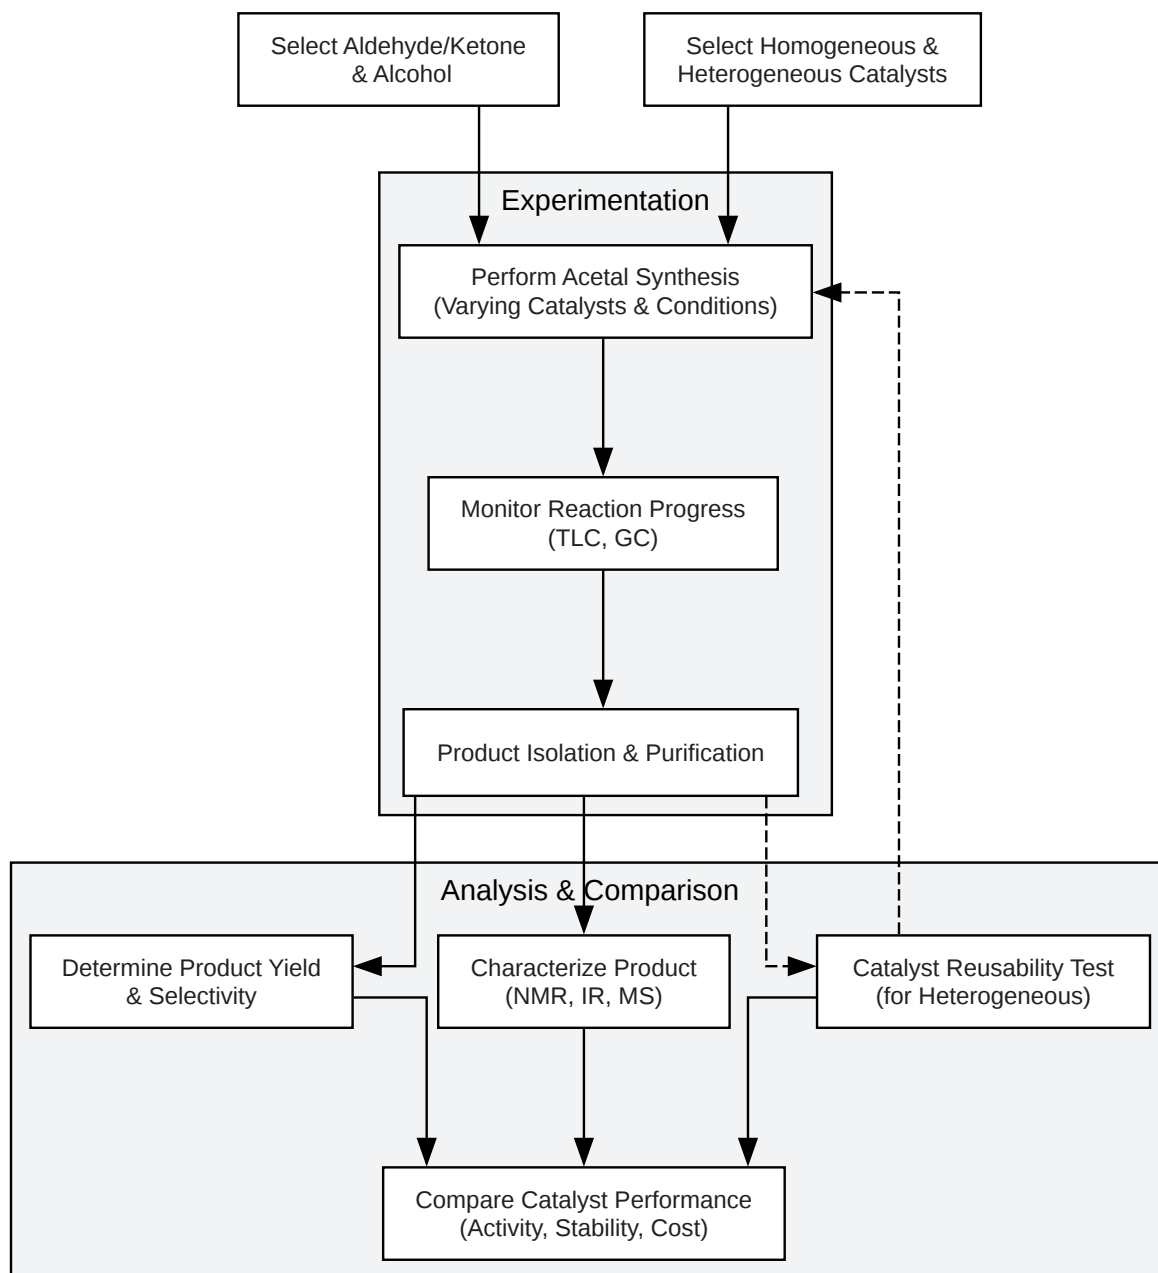 Select Aldehyde/Ketone
& Alcohol
Select Homogeneous &
Heterogeneous Catalysts
Experimentation
Perform Acetal Synthesis
(Varying Catalysts & Conditions)
Monitor Reaction Progress
(TLC, GC)
Product Isolation & Purification
Analysis & Comparison
Determine Product Yield
& Selectivity
Characterize Product
(NMR, IR, MS)
Catalyst Reusability Test
(for Heterogeneous)
Compare Catalyst Performance
(Activity, Stability, Cost)